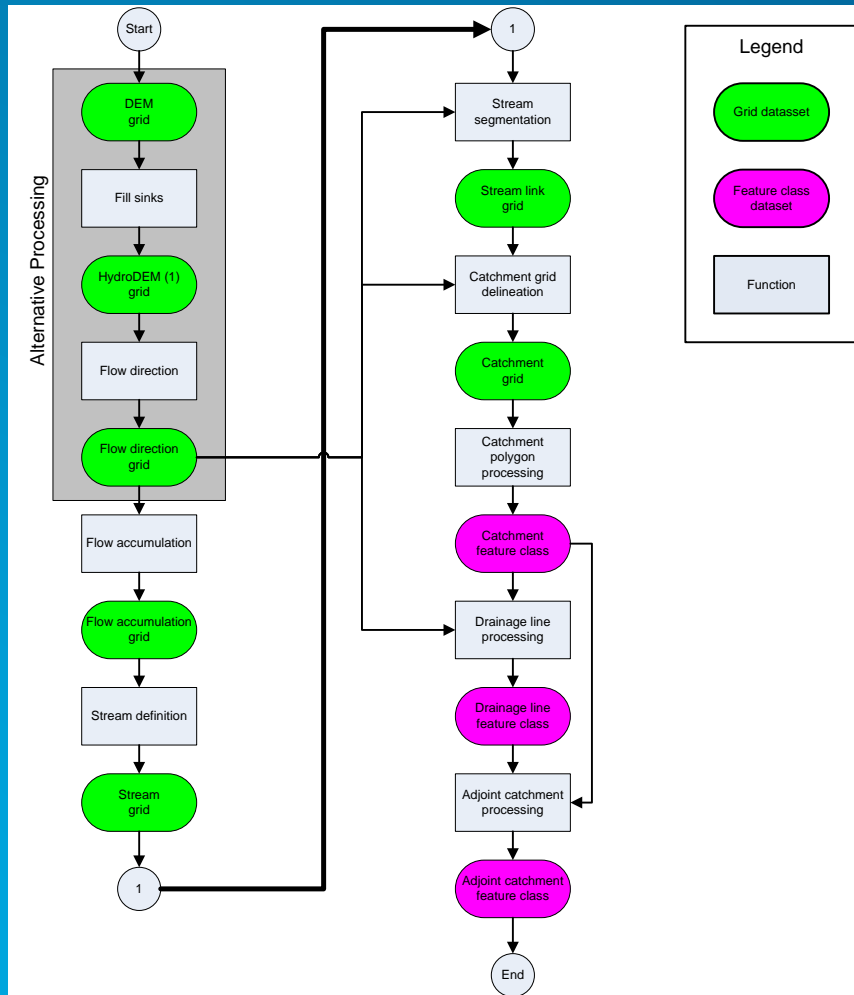 Start
Alternative Processing
DEM
grid
Fill sinks
HydroDEM (1)
grid
Flow direction
Flow direction
grid
Flow accumulation
Flow accumulation
grid
Stream definition
Stream
grid
1
1
Stream
segmentation
Stream link
grid
Catchment grid
delineation
Catchment
grid
Catchment
polygon
processing
Catchment
feature class
Drainage line
processing
Drainage line
feature class
Adjoint catchment
processing
Adjoint catchment
feature class
End
Legend
Grid datasset
Feature class
dataset
Function